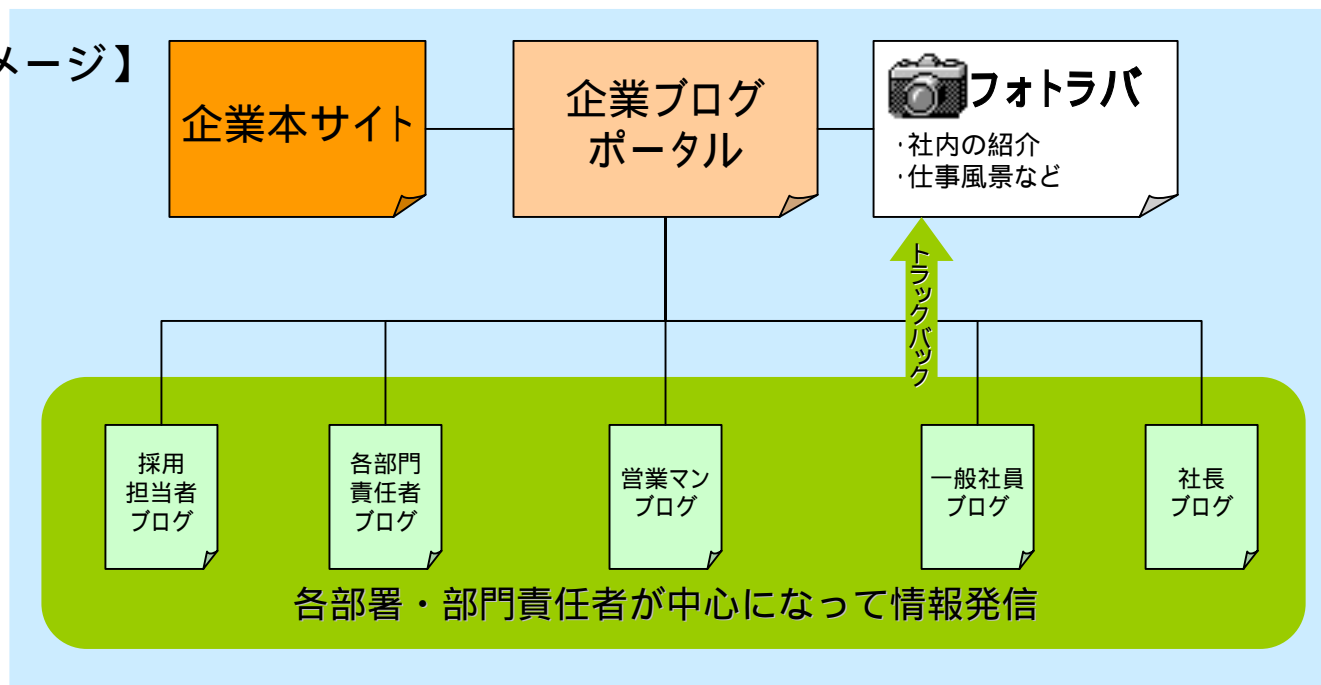 メージ】
企業本サイト
企業ブログ
ポータル
フォトラバ
・社内の紹介
・仕事風景など
トラックバック
採用
担当者
ブログ
各部門
責任者
ブログ
営業マン
ブログ
一般社員
ブログ
社長
ブログ
各部署・部門責任者が中心になって情報発信